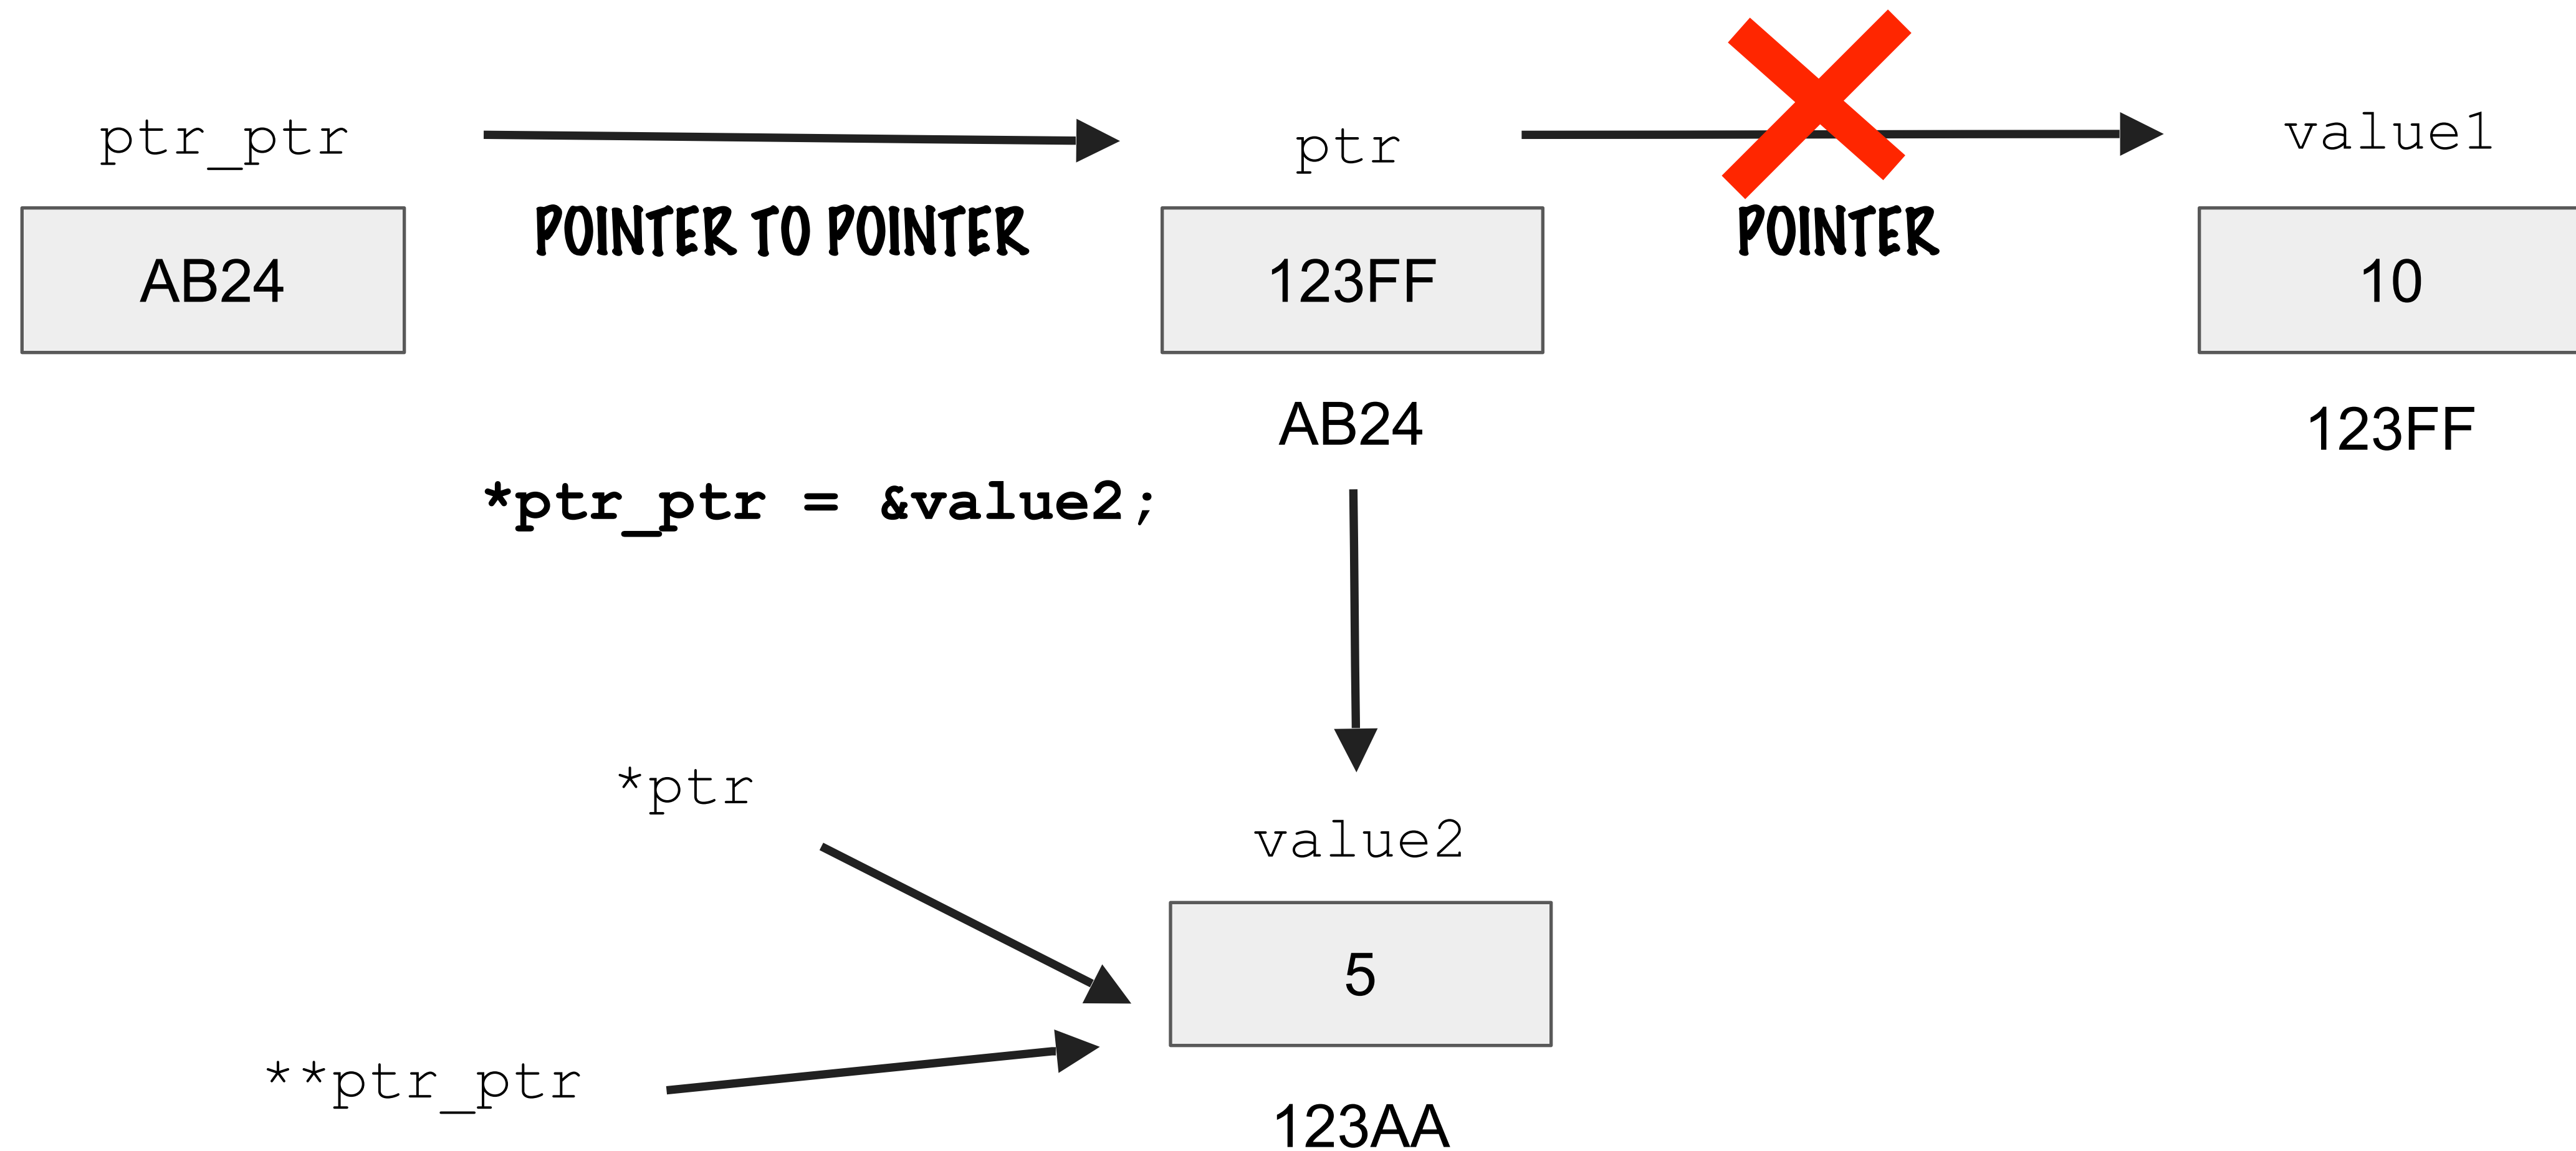 ptr_ptr
ptr
value1
POINTER TO POINTER
POINTER
AB24
123FF
10
AB24
123FF
*ptr_ptr = &value2;
*ptr
value2
5
**ptr_ptr
123AA